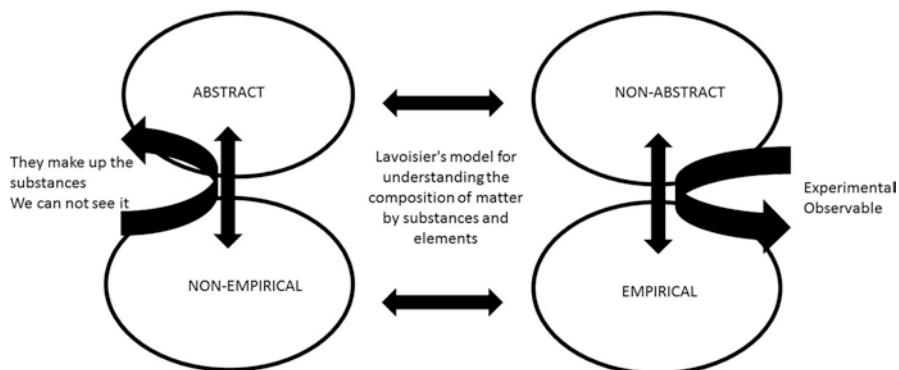 ABSTRACT
NON-ABSTRACT
They make up the
substances
We can not see it
Lavoisier's model for
understanding the
composition of matter
by substances and
elements
Experimental
Observable
NON-EMPIRICAL
EMPIRICAL